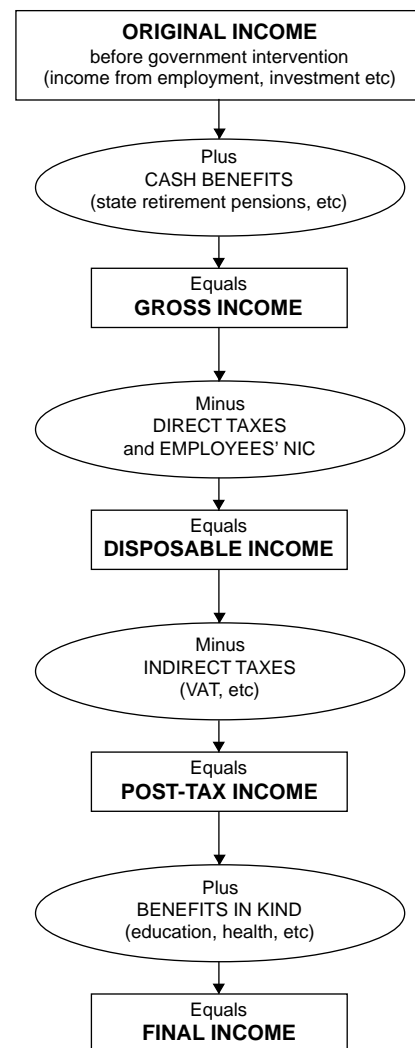 ORIGINAL INCOME
before government intervention
(income from employment, investment etc)
Plus
CASH BENEFITS
(state retirement pensions, etc)
Equals
GROSS INCOME
Minus
DIRECT TAXES
and EMPLOYEES' NIC
Equals
DISPOSABLE INCOME
Minus
INDIRECT TAXES
(VAT, etc)
Equals
POST-TAX INCOME
Plus
BENEFITS IN KIND
(education, health, etc)
Equals
FINAL INCOME